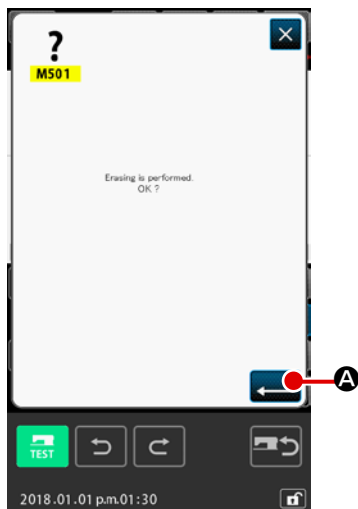 ?
M501
Erasing is performed.
OK ?
A
TEST
2018.01.01 p.m.01:30